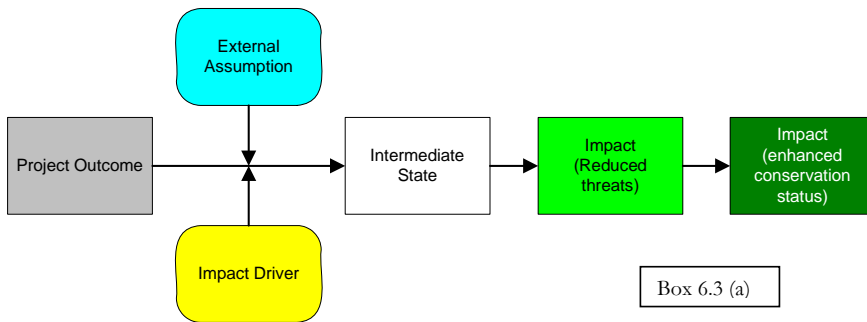 External
Assumption
Project Outcome
Intermediate
State
Impact
(Reduced
threats)
Impact
(enhanced
conservation
status)
Impact Driver
Box 6.3 (a)